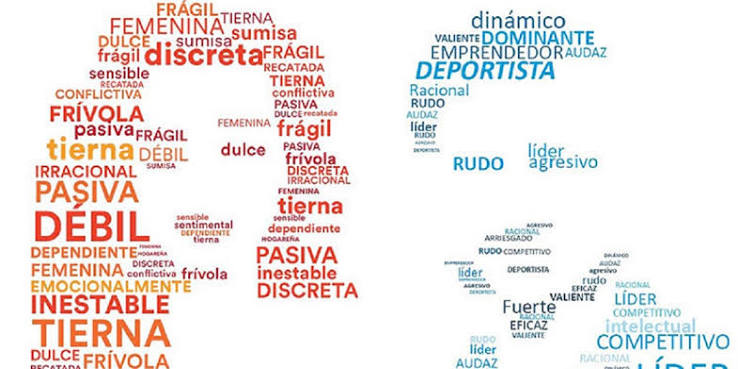 FRÁGIL
FEMENINA TIERNA
DULCE sumisa sumisa
frágil discreta FRÁGIL
sensible RECATADA
RECATADA TIERNA
CONFLICTIVA conflictiva
FRÍVOLA PASIVA
DULCE recatada
pasiva FRÁGIL FEMENINA frágil
tierna DÉBIL dulce PASIVA
SUMISA frívola
IRRACIONAL DISCRETA
PASIVA IRRACIONAL
FEMENINA
DÉBIL tierna
sensible sensible
sentimental dependiente
DEPENDIENTE
tierna HOGAREÑA
DEPENDIENTE HOGAREÑA PASIVA
FEMENINA DISCRETA inestable
conflictiva frívola
EMOCIONALMENTE DISCRETA
INESTABLE
TIERNA
DULCE FRÍVOLA
RECATADA
dinámico
VALIENTE DOMINANTE
EMPRENDEDOR AUDAZ
DEPORTISTA
Racional
RUDO
AUDAZ
líder
RUDO
AGRESIVO
DEPORTISTA
líder
RUDO agresivo
AGRESIVO
RACIONAL
ARRIESGADO
RUDO COMPETITIVO
DINÁMICO
EMPRENDEDOR AUDAZ
líder DEPORTISTA agresivo
AUDAZ rudo
AGRESIVO EFICAZ RACIONAL
DEPORTISTA VALIENTE LÍDER
Fuerte COMPETITIVO
RACIONAL intelectual
EFICAZ
VALIENTE COMPETITIVO
RUDO
líder RACIONAL
AUDAZ DINÁMICO LÍDER